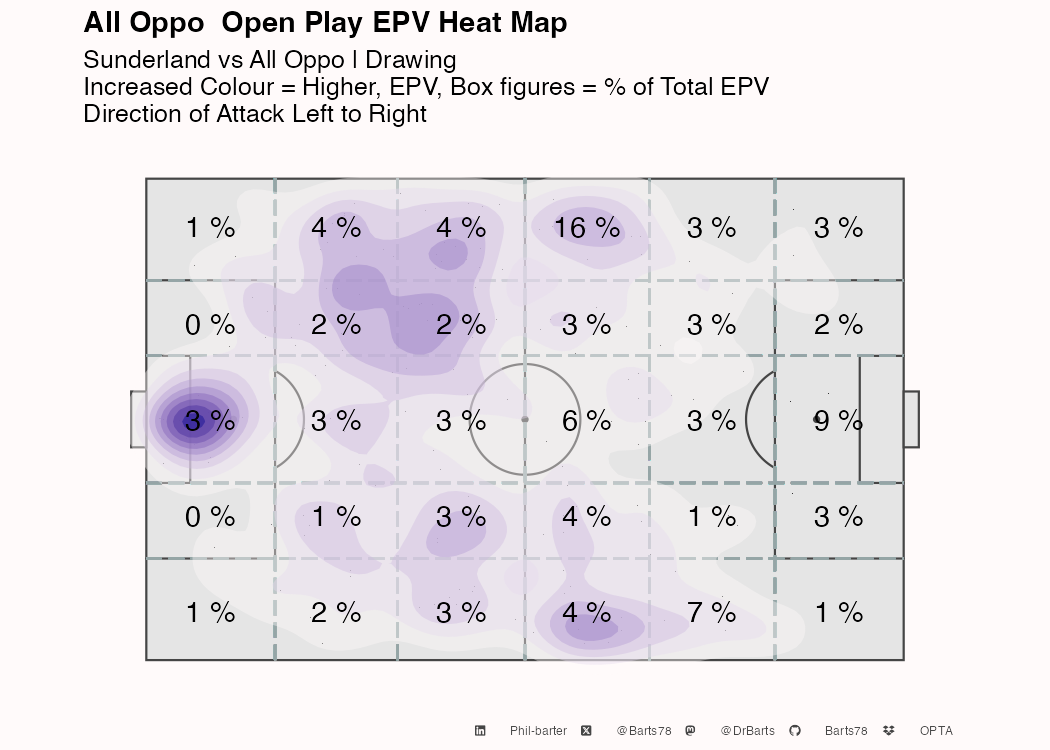 All Oppo  Open Play EPV Heat Map
Sunderland vs All Oppo | Drawing
Increased Colour = Higher, EPV, Box figures = % of Total EPV
Direction of Attack Left to Right
1 % 4 % 4 % 16 % 3 % 3 %
0 % 2 % 2 % 3 % 3 % 2 %
3 % 3 % 3 % 6 % 3 % 9 %
0 % 1 % 3 % 4 % 1 % 3 %
1 % 2 % 3 % 4 % 7 % 1 %
Phil-barter @Barts78 @DrBarts Barts78 OPTA